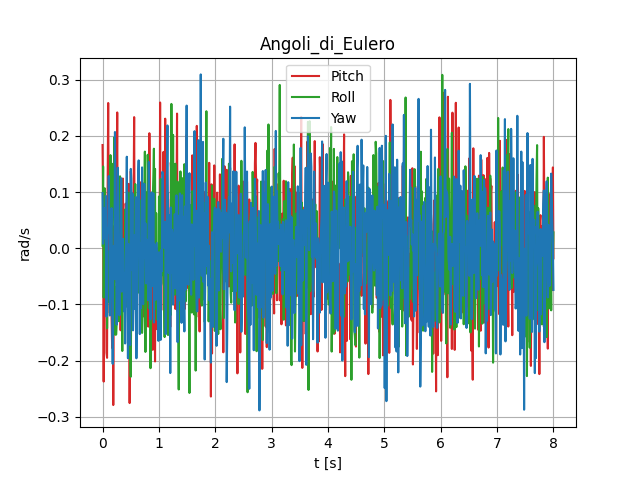 Angoli_di_Eulero
Pitch
Roll
Yaw
0.3
0.2
0.1
0.0
−0.1
−0.2
−0.3
rad/s
0 1 2 3 4 5 6 7 8
t [s]